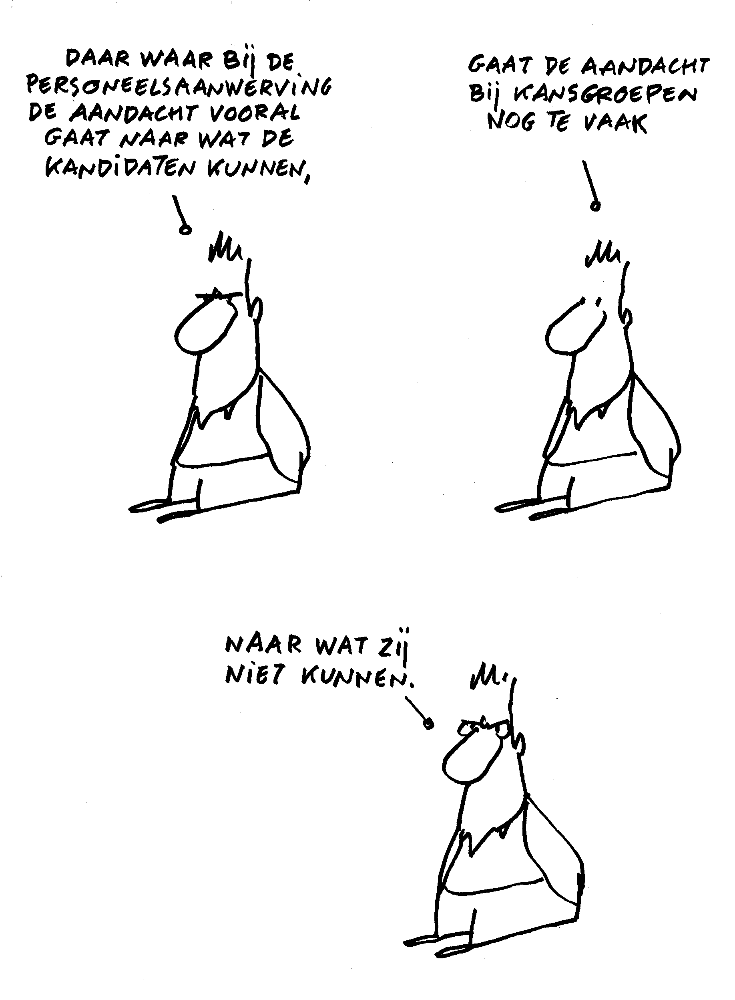 DAAR WAAR BIJ DE
PERSONEELSAANWERVING
DE AANDACHT VOORAL
GAAT NAAR WAT DE
KANDIDATEN KUNNEN,
GAAT DE AANDACHT
BIJ KANSGROEPEN
NOG TE VAAK
NAAR WAT ZIJ
NIET KUNNEN.